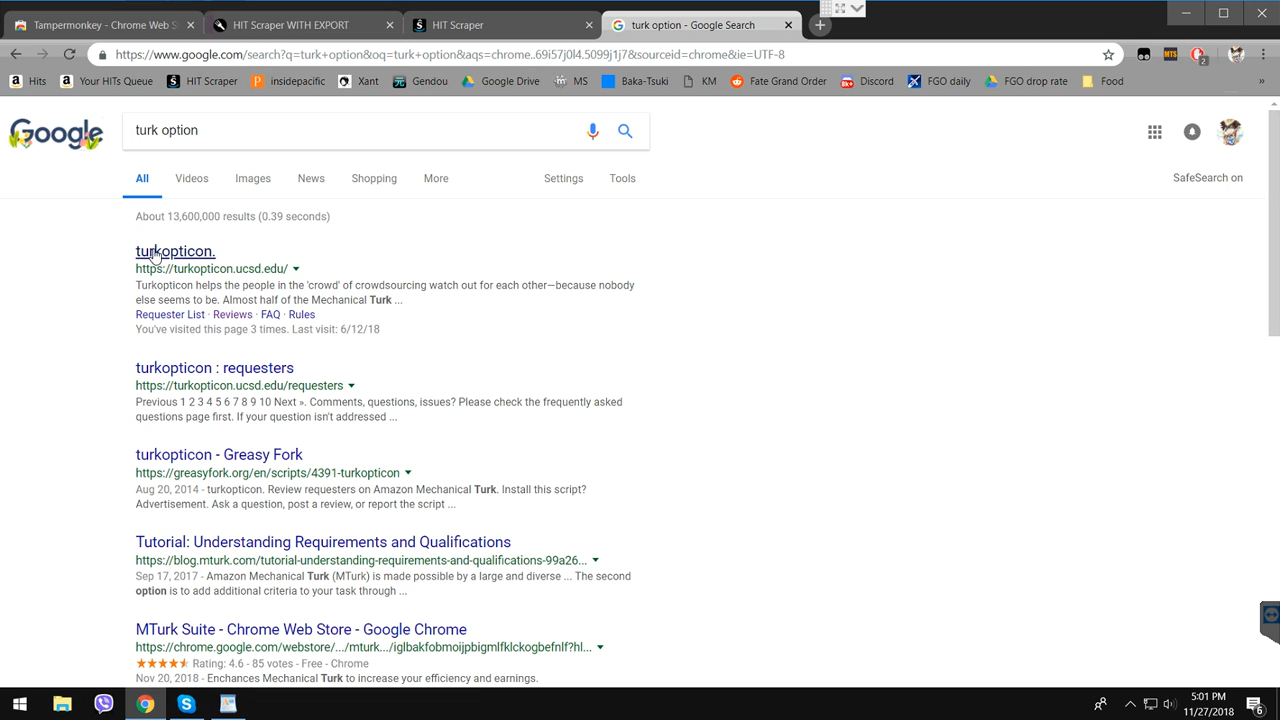 Tampermonkey - Chrome Web S
HIT Scraper WITH EXPORT
HIT Scraper
turk option - Google Search
https://www.google.com/search?q=turk+option&oq=turk+option&aqs=chrome..69i57j0l4.5099j1j7&sourceid=chrome&ie=UTF-8
MTS
2
Hits
Your HITs Queue
HIT Scraper
insidepacific
Xant
Gendou
Google Drive
MS
Baka-Tsuki
KM
Fate Grand Order
Discord
FGO daily
FGO drop rate
Food
»
Google
turk option
All
Videos
Images
News
Shopping
More
Settings
Tools
SafeSearch on
About 13,600,000 results (0.39 seconds)
turkopticon.
https://turkopticon.ucsd.edu/
Turkopticon helps the people in the 'crowd' of crowdsourcing watch out for each other—because nobody
else seems to be. Almost half of the Mechanical Turk ...
Requester List · Reviews · FAQ · Rules
You've visited this page 3 times. Last visit: 6/12/18
turkopticon : requesters
https://turkopticon.ucsd.edu/requesters
Previous 1 2 3 4 5 6 7 8 9 10 Next ». Comments, questions, issues? Please check the frequently asked
questions page first. If your question isn't addressed ...
turkopticon - Greasy Fork
https://greasyfork.org/en/scripts/4391-turkopticon
Aug 20, 2014 - turkopticon. Review requesters on Amazon Mechanical Turk. Install this script?
Advertisement. Ask a question, post a review, or report the script ...
Tutorial: Understanding Requirements and Qualifications
https://blog.mturk.com/tutorial-understanding-requirements-and-qualifications-99a26...
Sep 17, 2017 - Amazon Mechanical Turk (MTurk) is made possible by a large and diverse ... The second
option is to add additional criteria to your task through ...
MTurk Suite - Chrome Web Store - Google Chrome
https://chrome.google.com/webstore/.../mturk.../iglbakfobmoijpbigmlfklckogbefnlf?hl...
Rating: 4.6 - 85 votes - Free - Chrome
Nov 20, 2018 - Enchances Mechanical Turk to increase your efficiency and earnings.
5:01 PM
11/27/2018
6